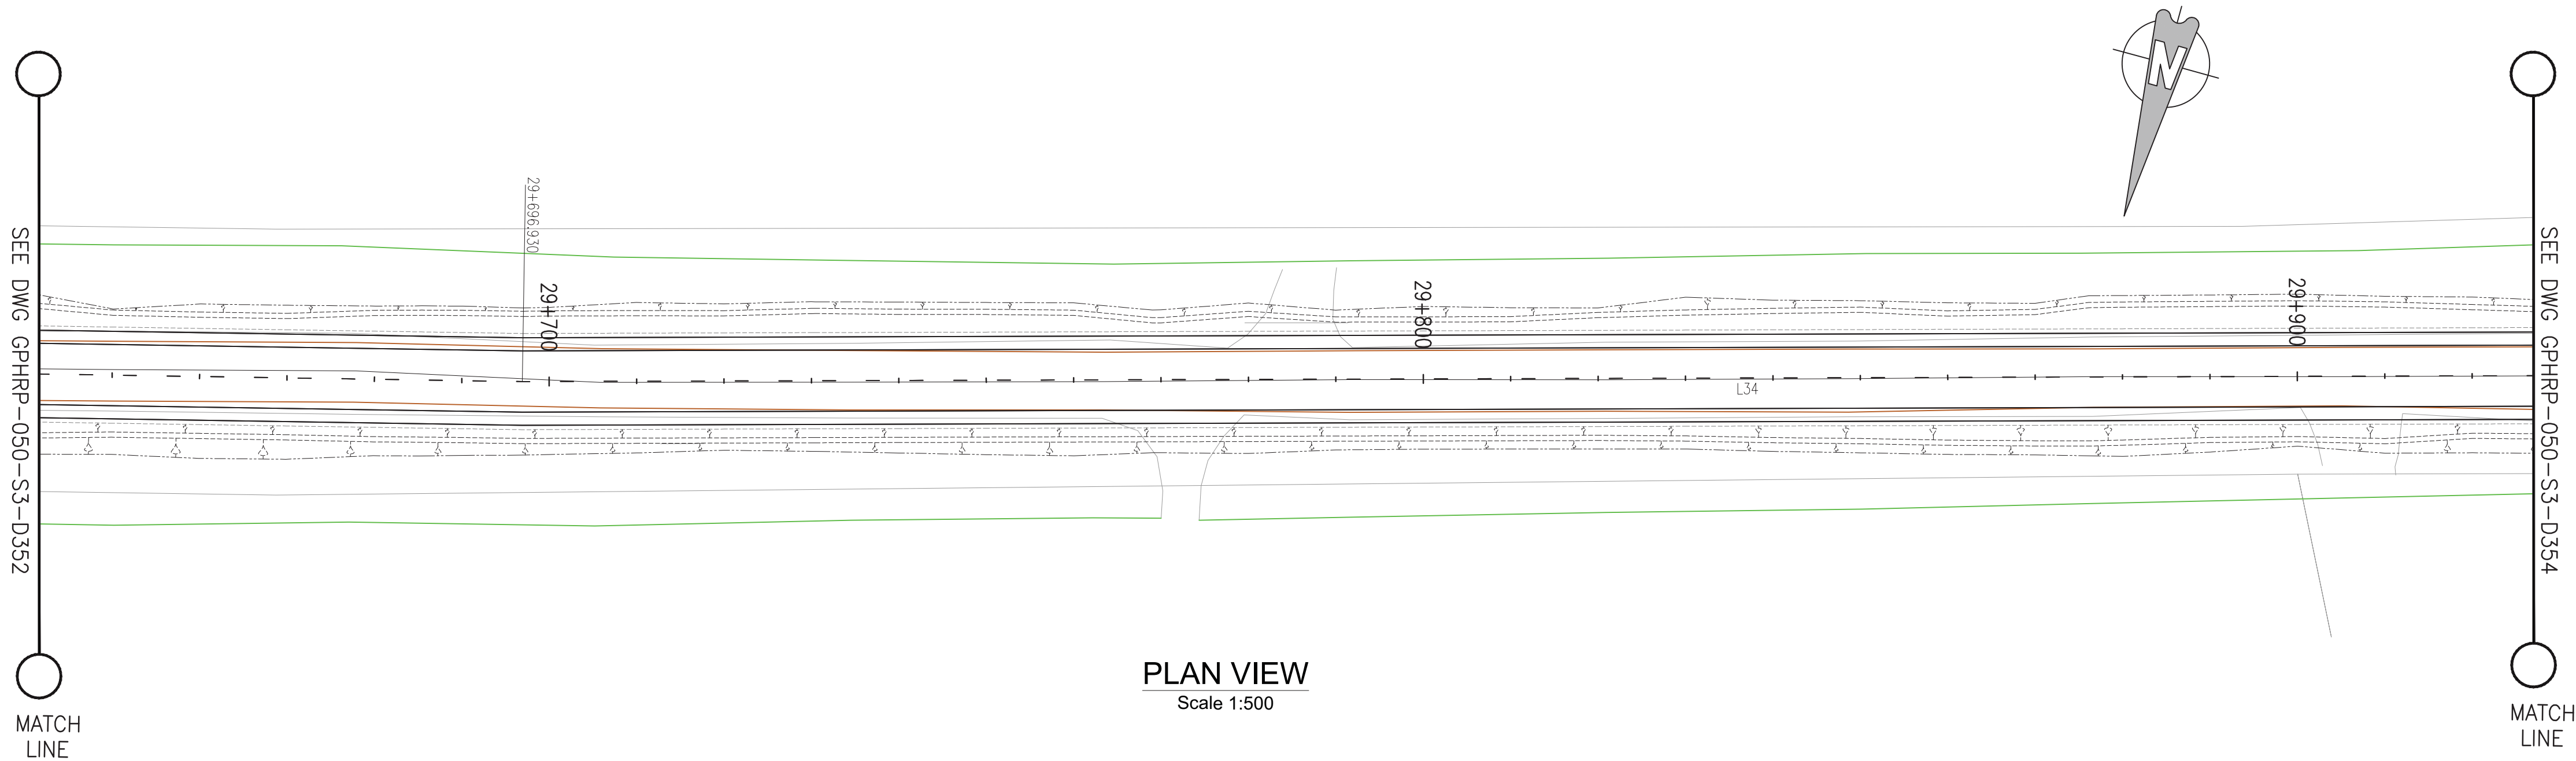 N
29+696.930
SEE DWG GPHRP-050-S3-D352
SEE DWG GPHRP-050-S3-D354
29+700
29+800
29+900
L34
PLAN VIEW
Scale 1:500
MATCH
LINE
MATCH
LINE